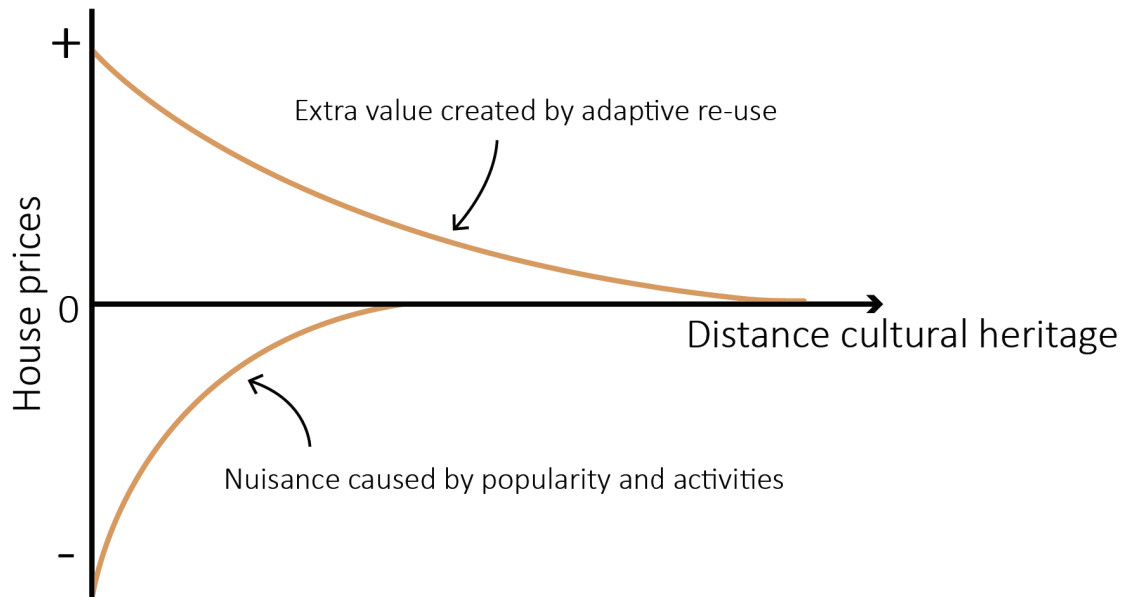 +
Extra value created by adaptive re-use
House prices
0
Distance cultural heritage
Nuisance caused by popularity and activities
-